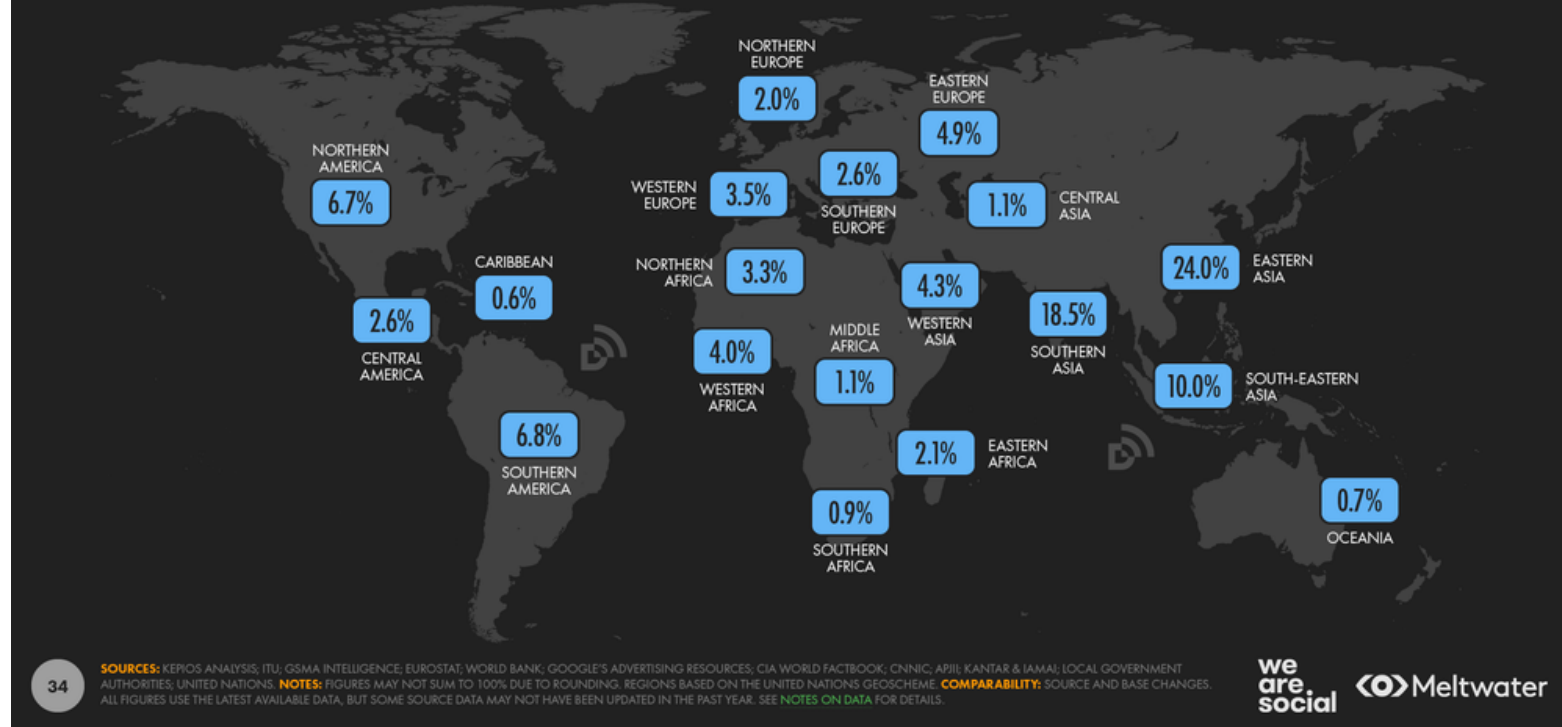 NORTHERN
EUROPE
2.0%
EASTERN
EUROPE
4.9%
NORTHERN
AMERICA
6.7%
WESTERN
EUROPE
3.5%
2.6%
SOUTHERN
EUROPE
1.1%
CENTRAL
ASIA
CARIBBEAN
0.6%
NORTHERN
AFRICA
3.3%
4.3%
WESTERN
ASIA
24.0%
EASTERN
ASIA
2.6%
CENTRAL
AMERICA
4.0%
WESTERN
AFRICA
MIDDLE
AFRICA
1.1%
18.5%
SOUTHERN
ASIA
10.0%
SOUTH-EASTERN
ASIA
6.8%
SOUTHERN
AMERICA
2.1%
EASTERN
AFRICA
0.9%
SOUTHERN
AFRICA
0.7%
OCEANIA
34
SOURCES: KEPIOS ANALYSIS; ITU; GSMA INTELLIGENCE; EUROSTAT; WORLD BANK; GOOGLE'S ADVERTISING RESOURCES; CIA WORLD FACTBOOK; CNNIC; APJII; KANTAR & IAMAI; LOCAL GOVERNMENT
AUTHORITIES; UNITED NATIONS. NOTES: FIGURES MAY NOT SUM TO 100% DUE TO ROUNDING. REGIONS BASED ON THE UNITED NATIONS GEOSCHEME. COMPARABILITY: SOURCE AND BASE CHANGES.
ALL FIGURES USE THE LATEST AVAILABLE DATA, BUT SOME SOURCE DATA MAY NOT HAVE BEEN UPDATED IN THE PAST YEAR. SEE NOTES ON DATA FOR DETAILS.
we
are.
social
Meltwater